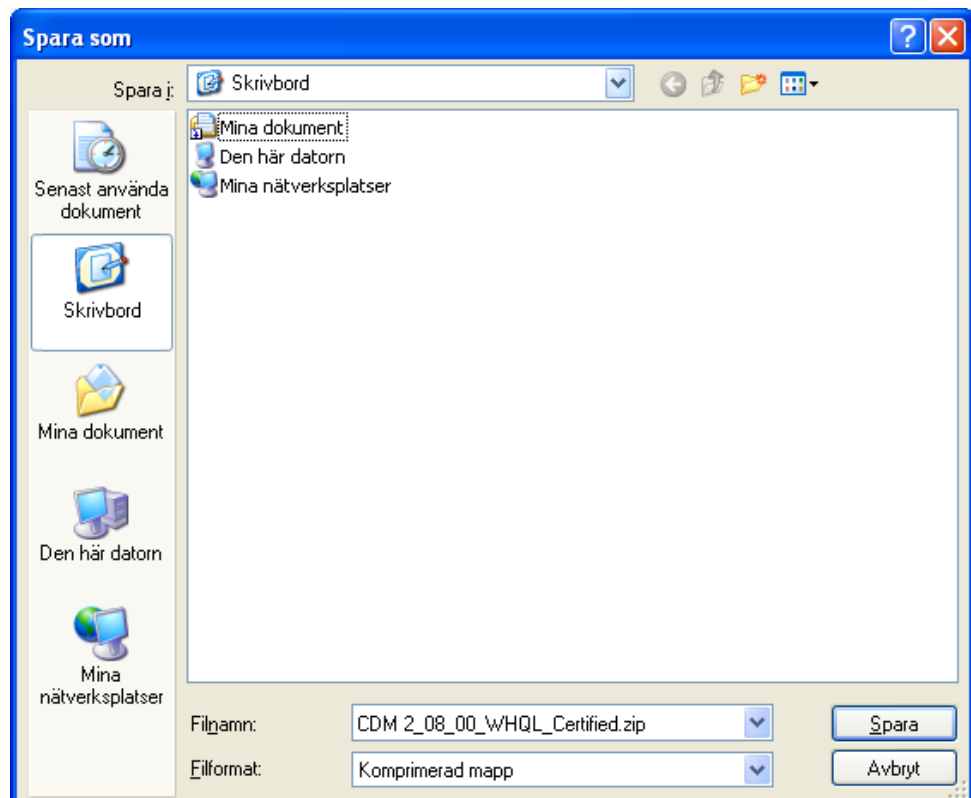 Spara som
Spara i:
Skrivbord
Senast använda
dokument
Skrivbord
Mina dokument
Den här datorn
Mina
nätverksplatser
Mina dokument
Den här datorn
Mina nätverksplatser
Filnamn:
CDM 2_08_00_WHQL_Certified.zip
Spara
Filformat:
Komprimerad mapp
Avbryt